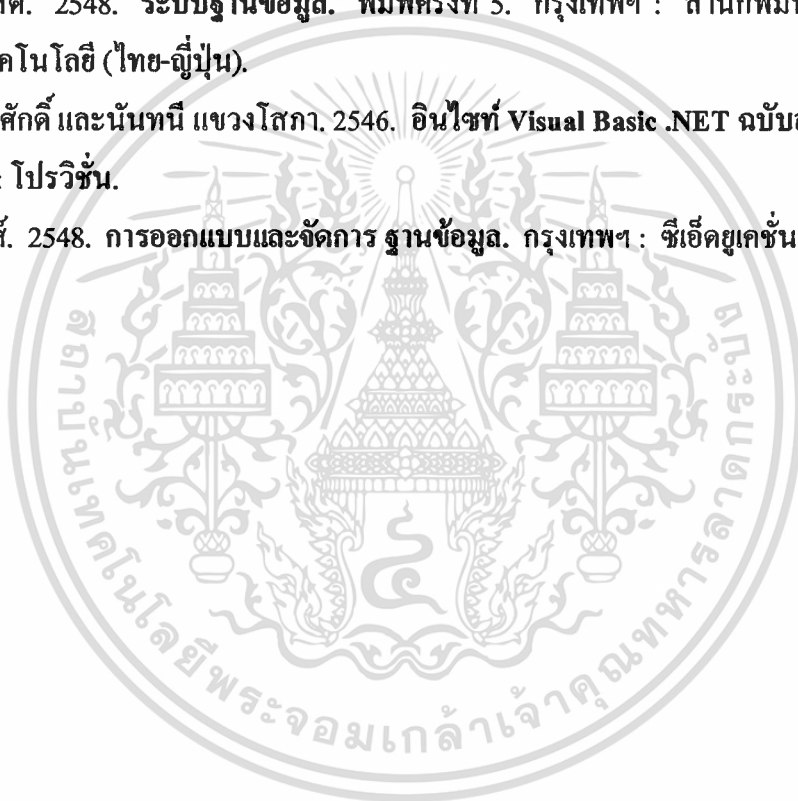 2548. ระบบฐานข้อมูล. พิมพ์ครั้งที่ 5. กรุงเทพฯ :
คโนโลยี (ไทย-ญี่ปุ่น).
ศักดิ์ และนันทนี แขวงโสภา. 2546. อินไซท์ Visual Basic .NET
: โปรวิชั่น.
2548. การออกแบบและจัดการ ฐานข้อมูล. กรุงเทพฯ : ซีเอ็ดยูเคชั่น
สถาบันเทคโนโลยีพระจอมเกล้าเจ้าคุณทหารลาดกระบัง